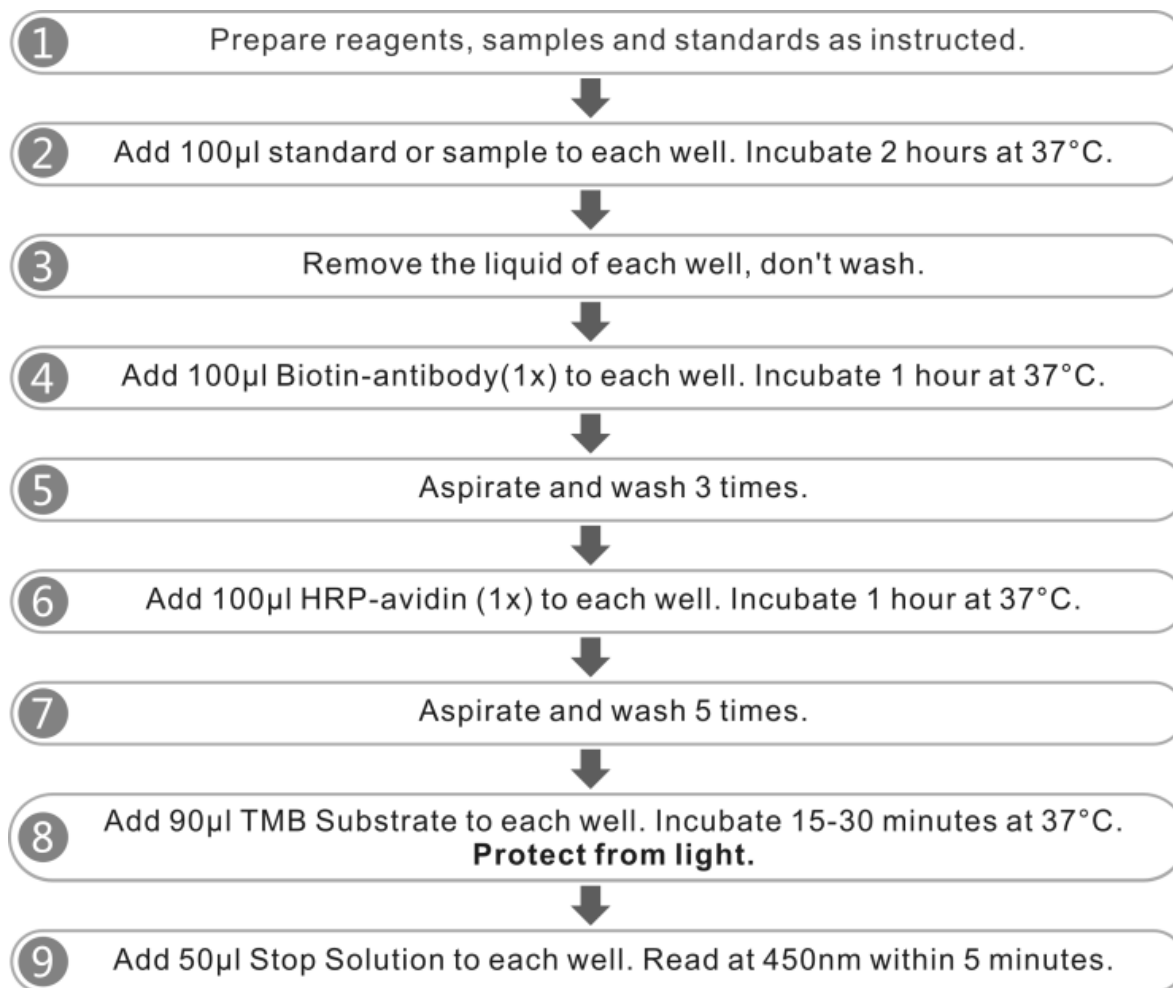 1 Prepare reagents, samples and standards as instructed.
2 Add 100µl standard or sample to each well. Incubate 2 hours at 37°C.
3 Remove the liquid of each well, don't wash.
4 Add 100µl Biotin-antibody(1x) to each well. Incubate 1 hour at 37°C.
5 Aspirate and wash 3 times.
6 Add 100µl HRP-avidin (1x) to each well. Incubate 1 hour at 37°C.
7 Aspirate and wash 5 times.
8 Add 90µl TMB Substrate to each well. Incubate 15-30 minutes at 37°C.
Protect from light.
9 Add 50µl Stop Solution to each well. Read at 450nm within 5 minutes.